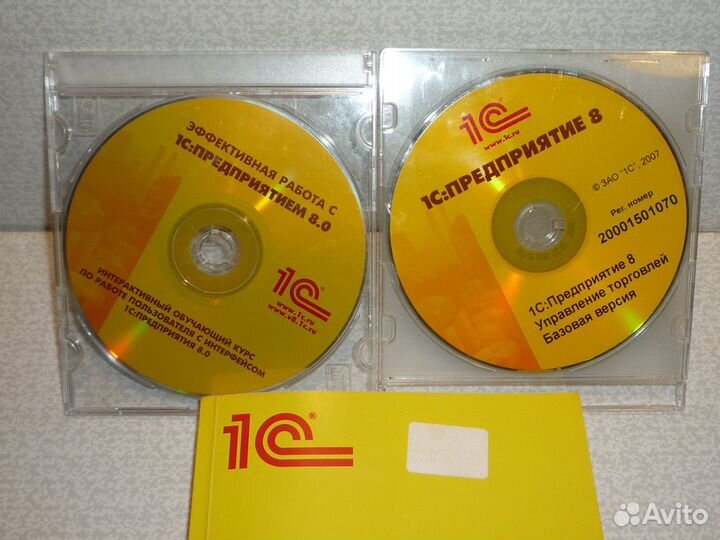 ЭФФЕКТИВНАЯ РАБОТА С
1С:ПРЕДПРИЯТИЕМ 8.0
1С
www.1c.ru
www.v8.1c.ru
ИНТЕРАКТИВНЫЙ ОБУЧАЮЩИЙ КУРС
ПО РАБОТЕ ПОЛЬЗОВАТЕЛЯ С ИНТЕРФЕЙСОМ
1С:ПРЕДПРИЯТИЯ 8.0
1С
www.1c.ru
1С:ПРЕДПРИЯТИЕ 8
© ЗАО "1С", 2007
Рег. номер
20001501070
1С:Предприятие 8
Управление торговлей
Базовая версия
1С®
Avito